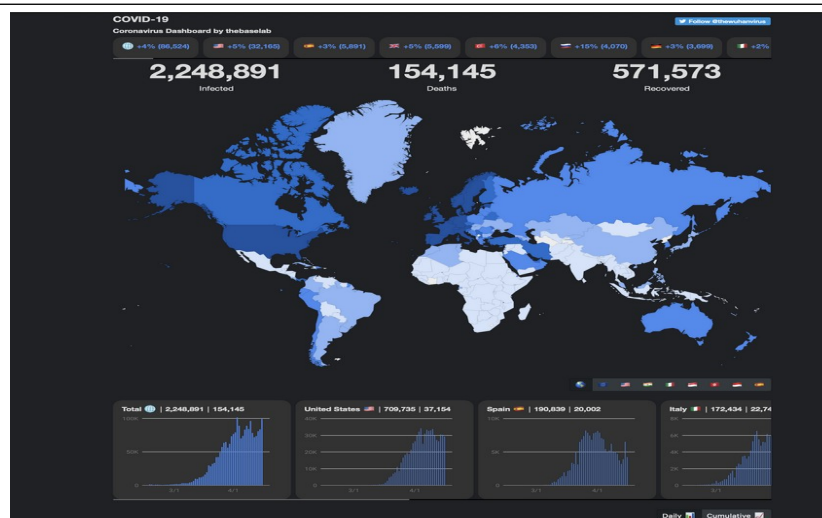 COVID-19
Follow @thewuhanvirus
Coronavirus Dashboard by thebaselab
+4% (86,524) +5% (32,165) +3% (5,891) +5% (5,599) +6% (4,353) +15% (4,070) +3% (3,699) +2%
2,248,891 154,145 571,573
Infected Deaths Recovered
Total | 2,248,891 | 154,145 United States | 709,735 | 37,154 Spain | 190,839 | 20,002 Italy | 172,434 | 22,74
100K 40K 10K 8K
30K 6K
50K 20K 5K 4K
10K 2K
0 0 0 0
3/1 4/1 3/1 4/1 3/1 4/1 3/1
Daily Cumulative